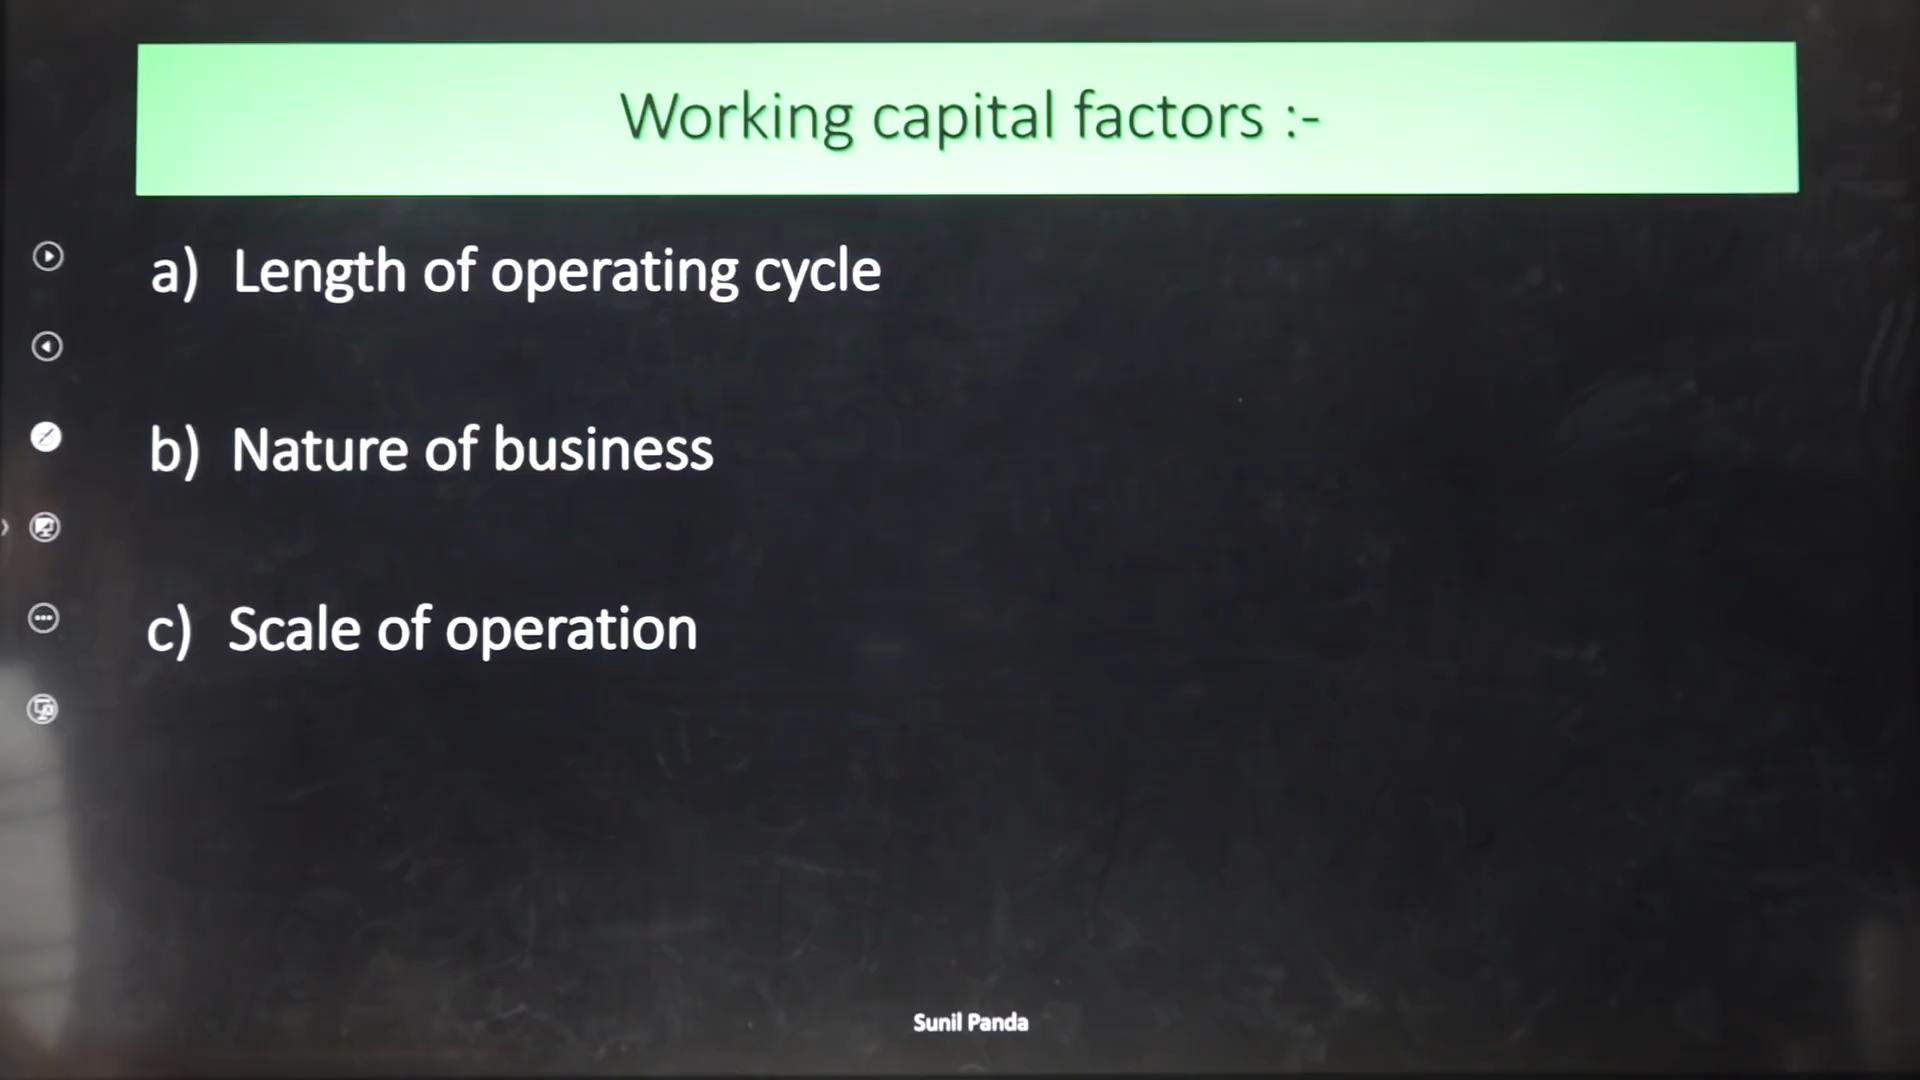 Working capital factors :-
a) Length of operating cycle
b) Nature of business
c) Scale of operation
Sunil Panda